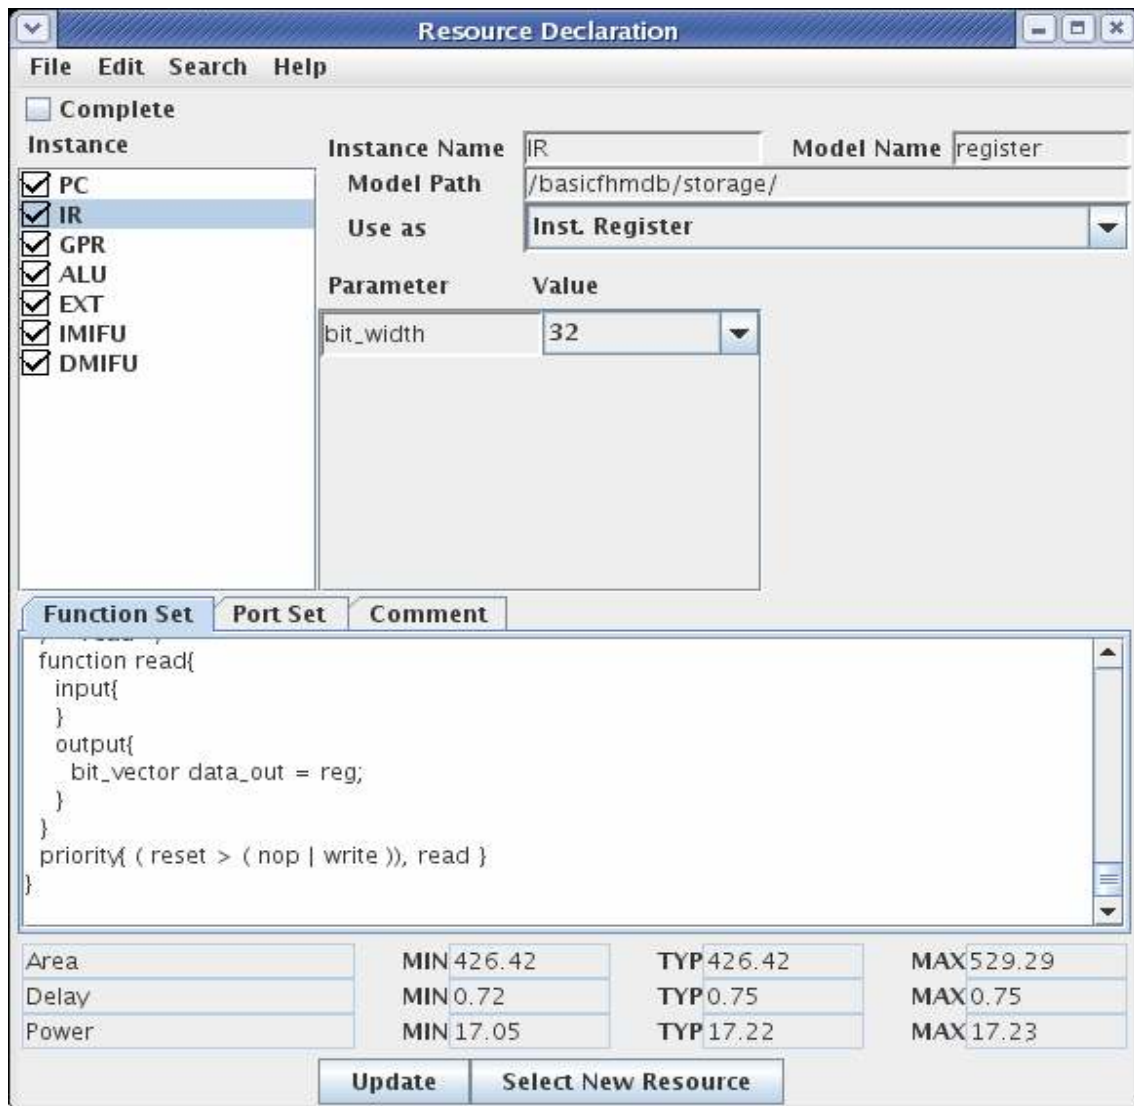 Resource Declaration
File Edit Search Help
Complete
Instance
Instance Name IR Model Name register
Model Path /basicfhmdb/storage/
Use as Inst. Register
Parameter Value
bit_width 32
PC
IR
GPR
ALU
EXT
IMIFU
DMIFU
Function Set Port Set Comment
function read{
input{
}
output{
bit_vector data_out = reg;
}
}
priority{ ( reset > ( nop | write )), read }
}
Area MIN 426.42 TYP 426.42 MAX 529.29
Delay MIN 0.72 TYP 0.75 MAX 0.75
Power MIN 17.05 TYP 17.22 MAX 17.23
Update Select New Resource